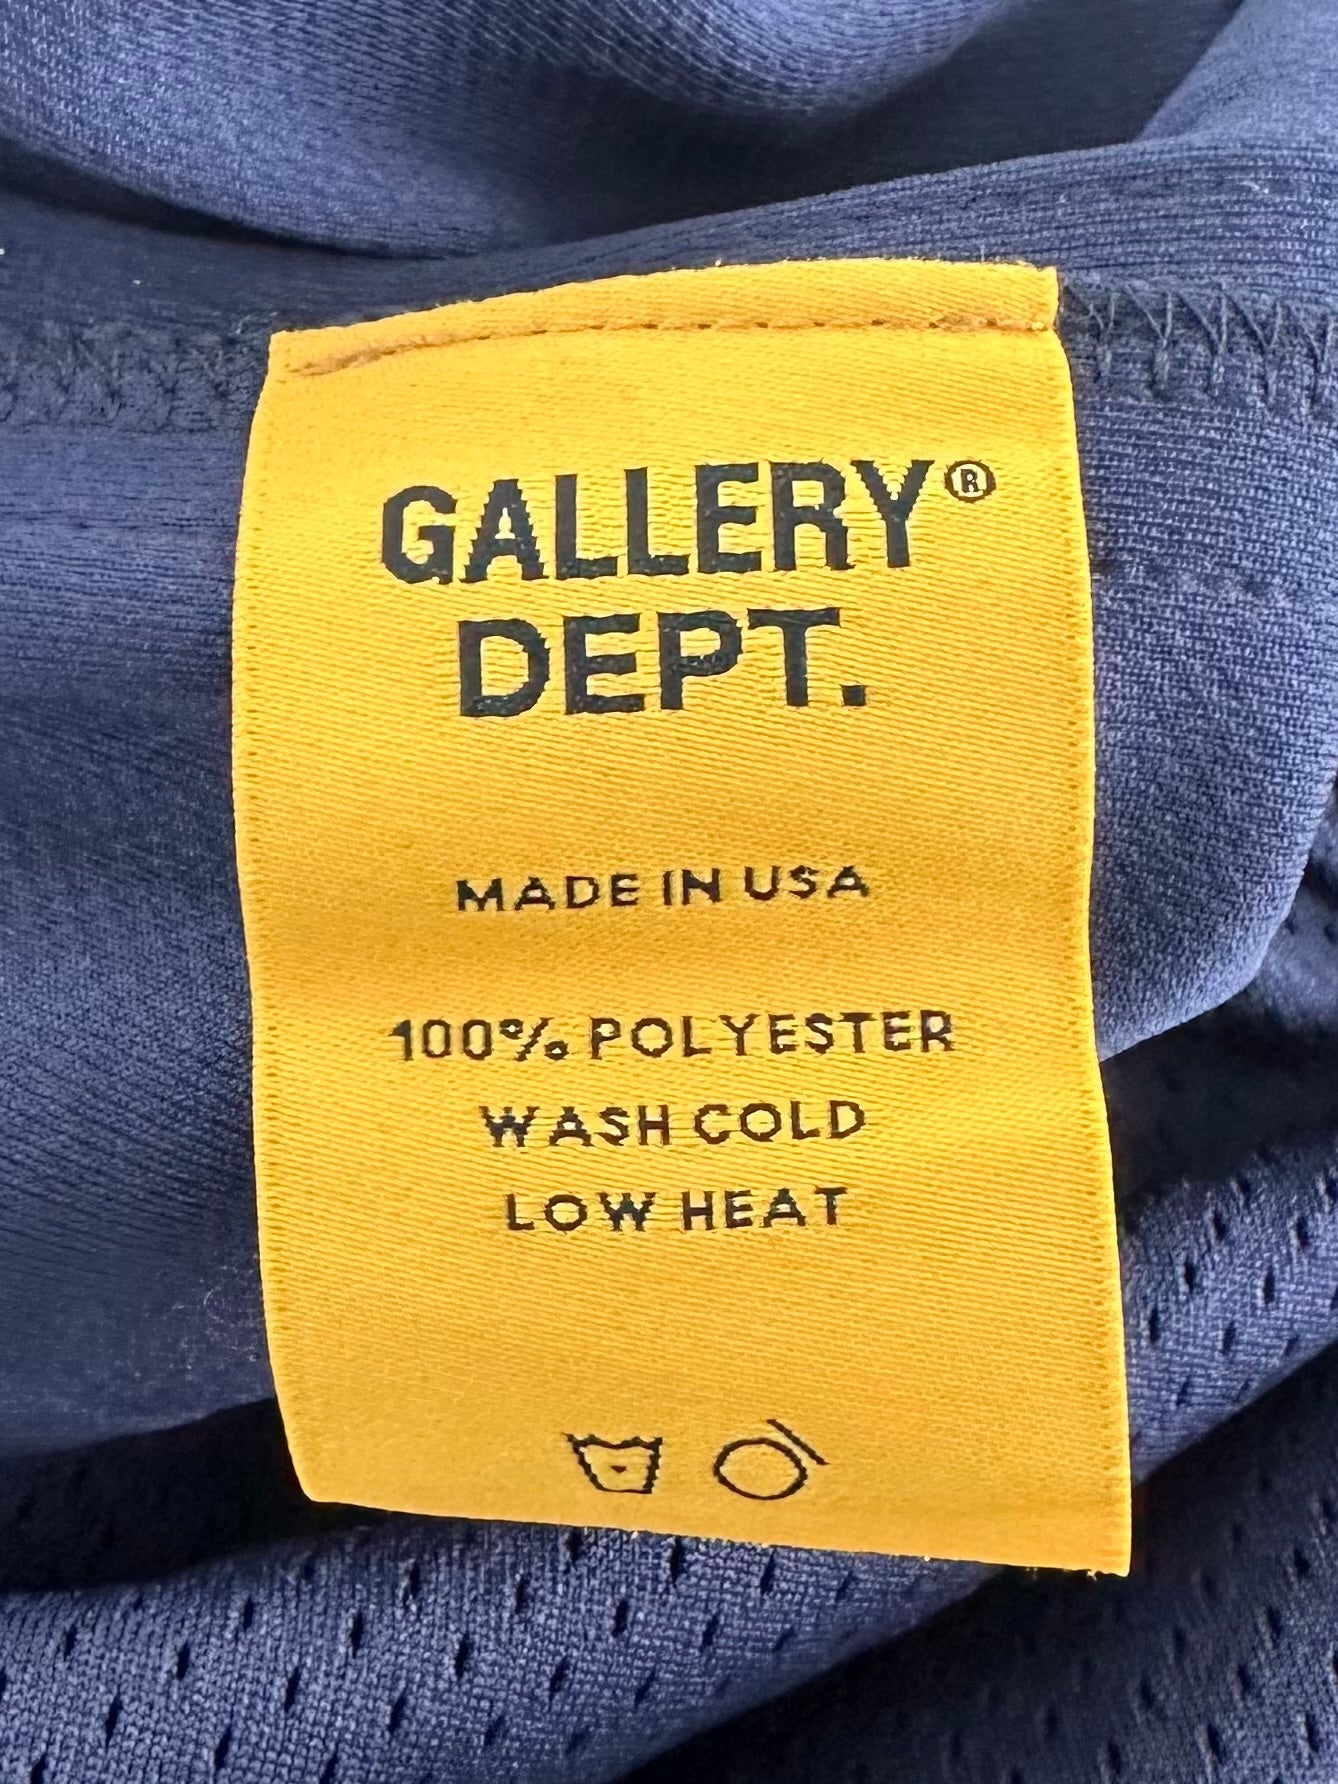 GALLERY®
DEPT.
MADE IN USA
100% POLYESTER
WASH COLD
LOW HEAT